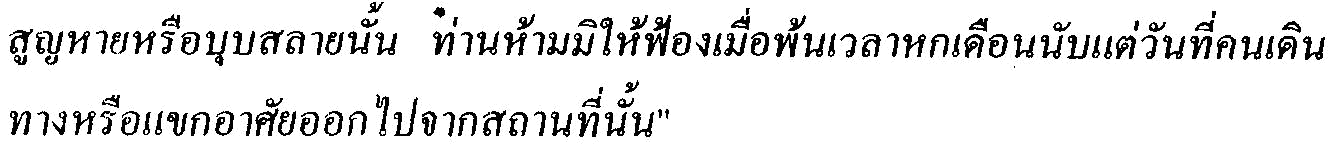 สูญหายหรือบุบสลายนั้น ท่านห้ามมิให้ฟ้องเมื่อพ้นเวลาหกเดือนนับแต่วันที่คนเดิน
ทางหรือแขกอาศัยออกไปจากสถานที่นั้น"